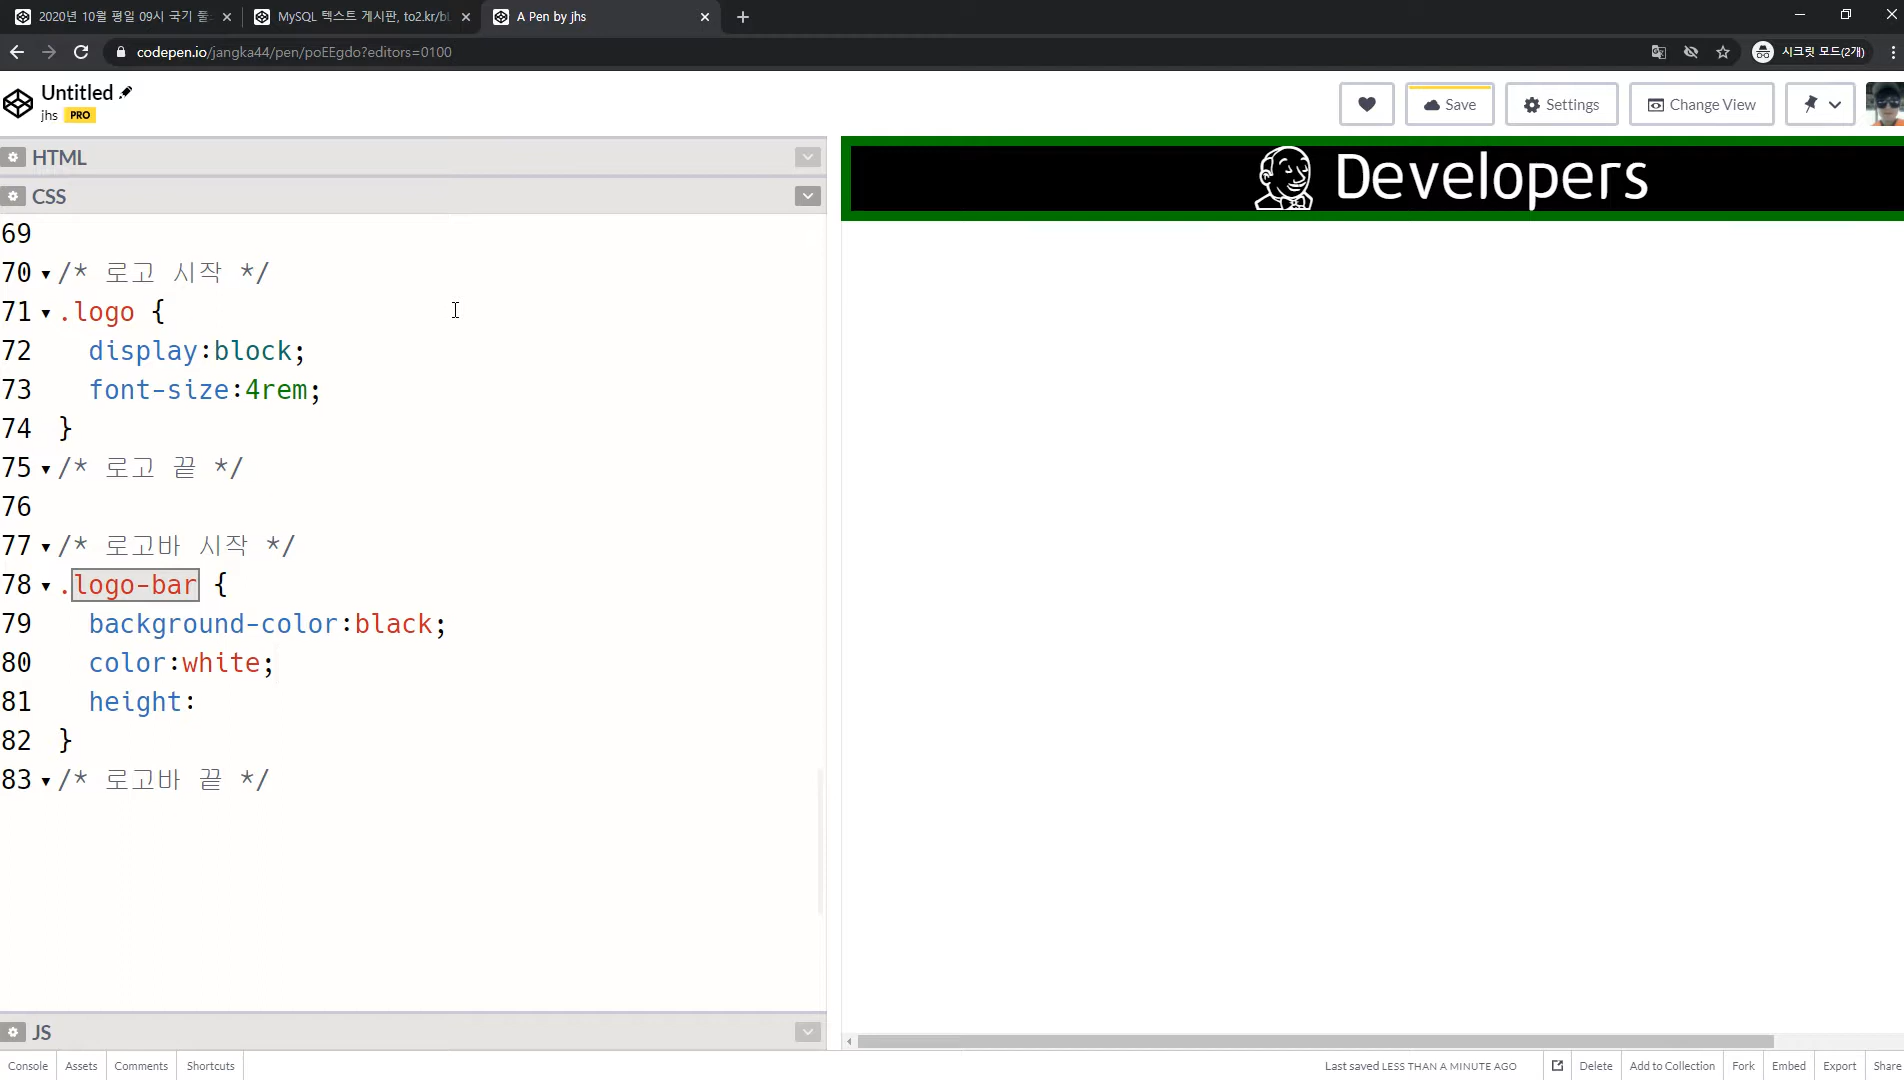 2020년 10월 평일 09시 국기 풀
MySQL 텍스트 게시판, to2.kr/bL
A Pen by jhs
codepen.io/jangka44/pen/poEEgdo?editors=0100
시크릿 모드(2개)
Untitled
jhs PRO
Save
Settings
Change View
HTML
CSS
69
70 /* 로고 시작 */
71 .logo {
72 display:block;
73 font-size:4rem;
74 }
75 /* 로고 끝 */
76
77 /* 로고바 시작 */
78 .logo-bar {
79 background-color:black;
80 color:white;
81 height:
82 }
83 /* 로고바 끝 */
Developers
JS
Console Assets Comments Shortcuts
Last saved LESS THAN A MINUTE AGO
Delete Add to Collection Fork Embed Export Share